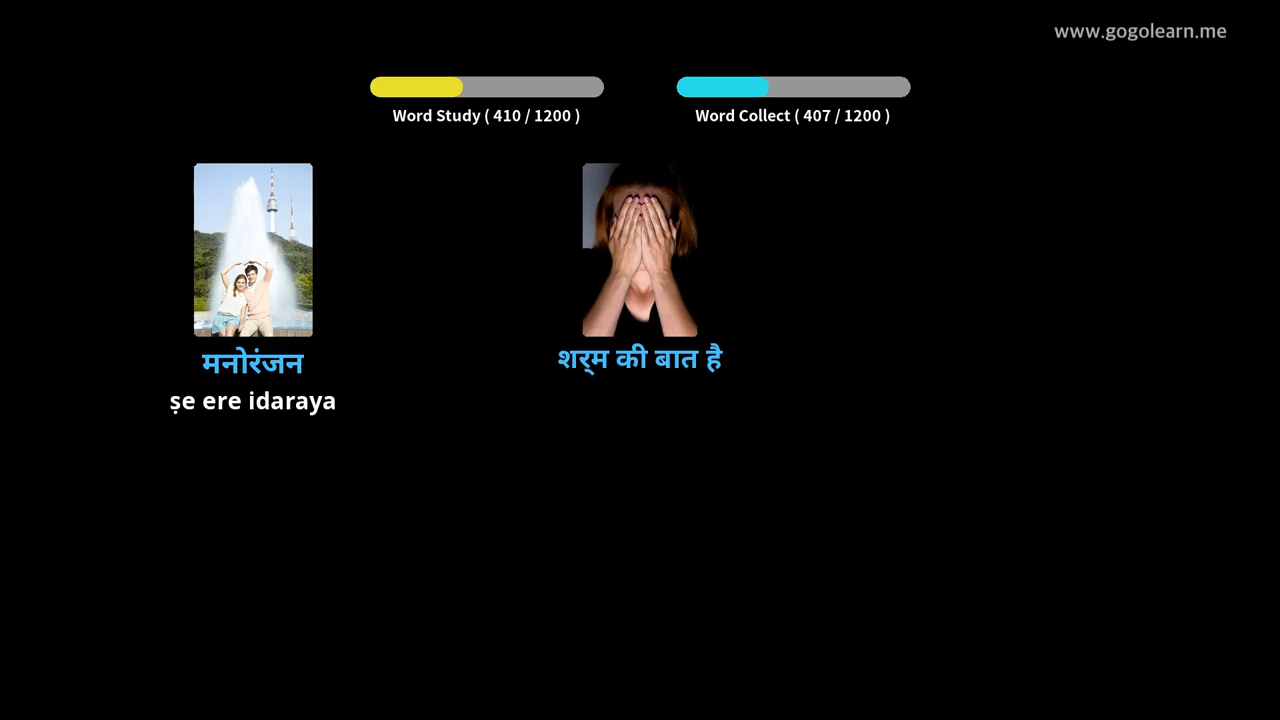 www.gogolearn.me
Word Study ( 410 / 1200 )
Word Collect ( 407 / 1200 )
मनोरंजन
ṣe ere idaraya
शर्म की बात है